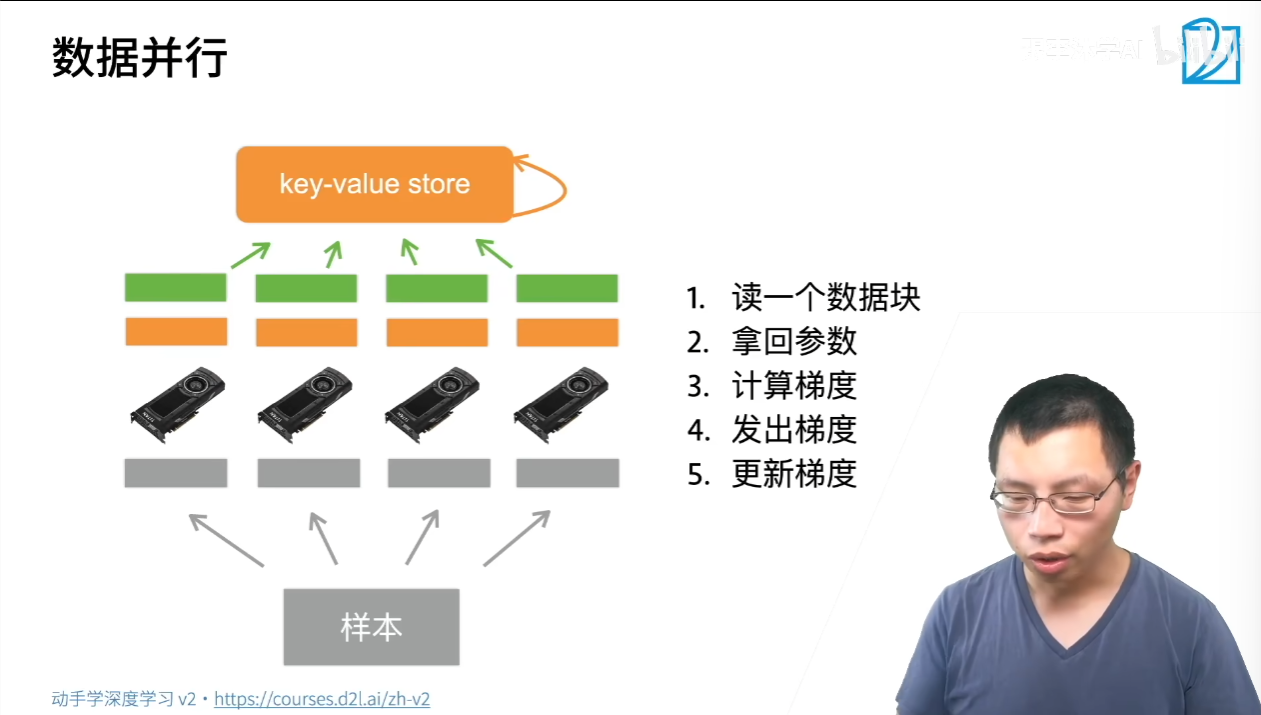 数据并行
bilibili
key-value store
1. 读一个数据块
2. 拿回参数
3. 计算梯度
4. 发出梯度
5. 更新梯度
样本
动手学深度学习 v2・https://courses.d2l.ai/zh-v2